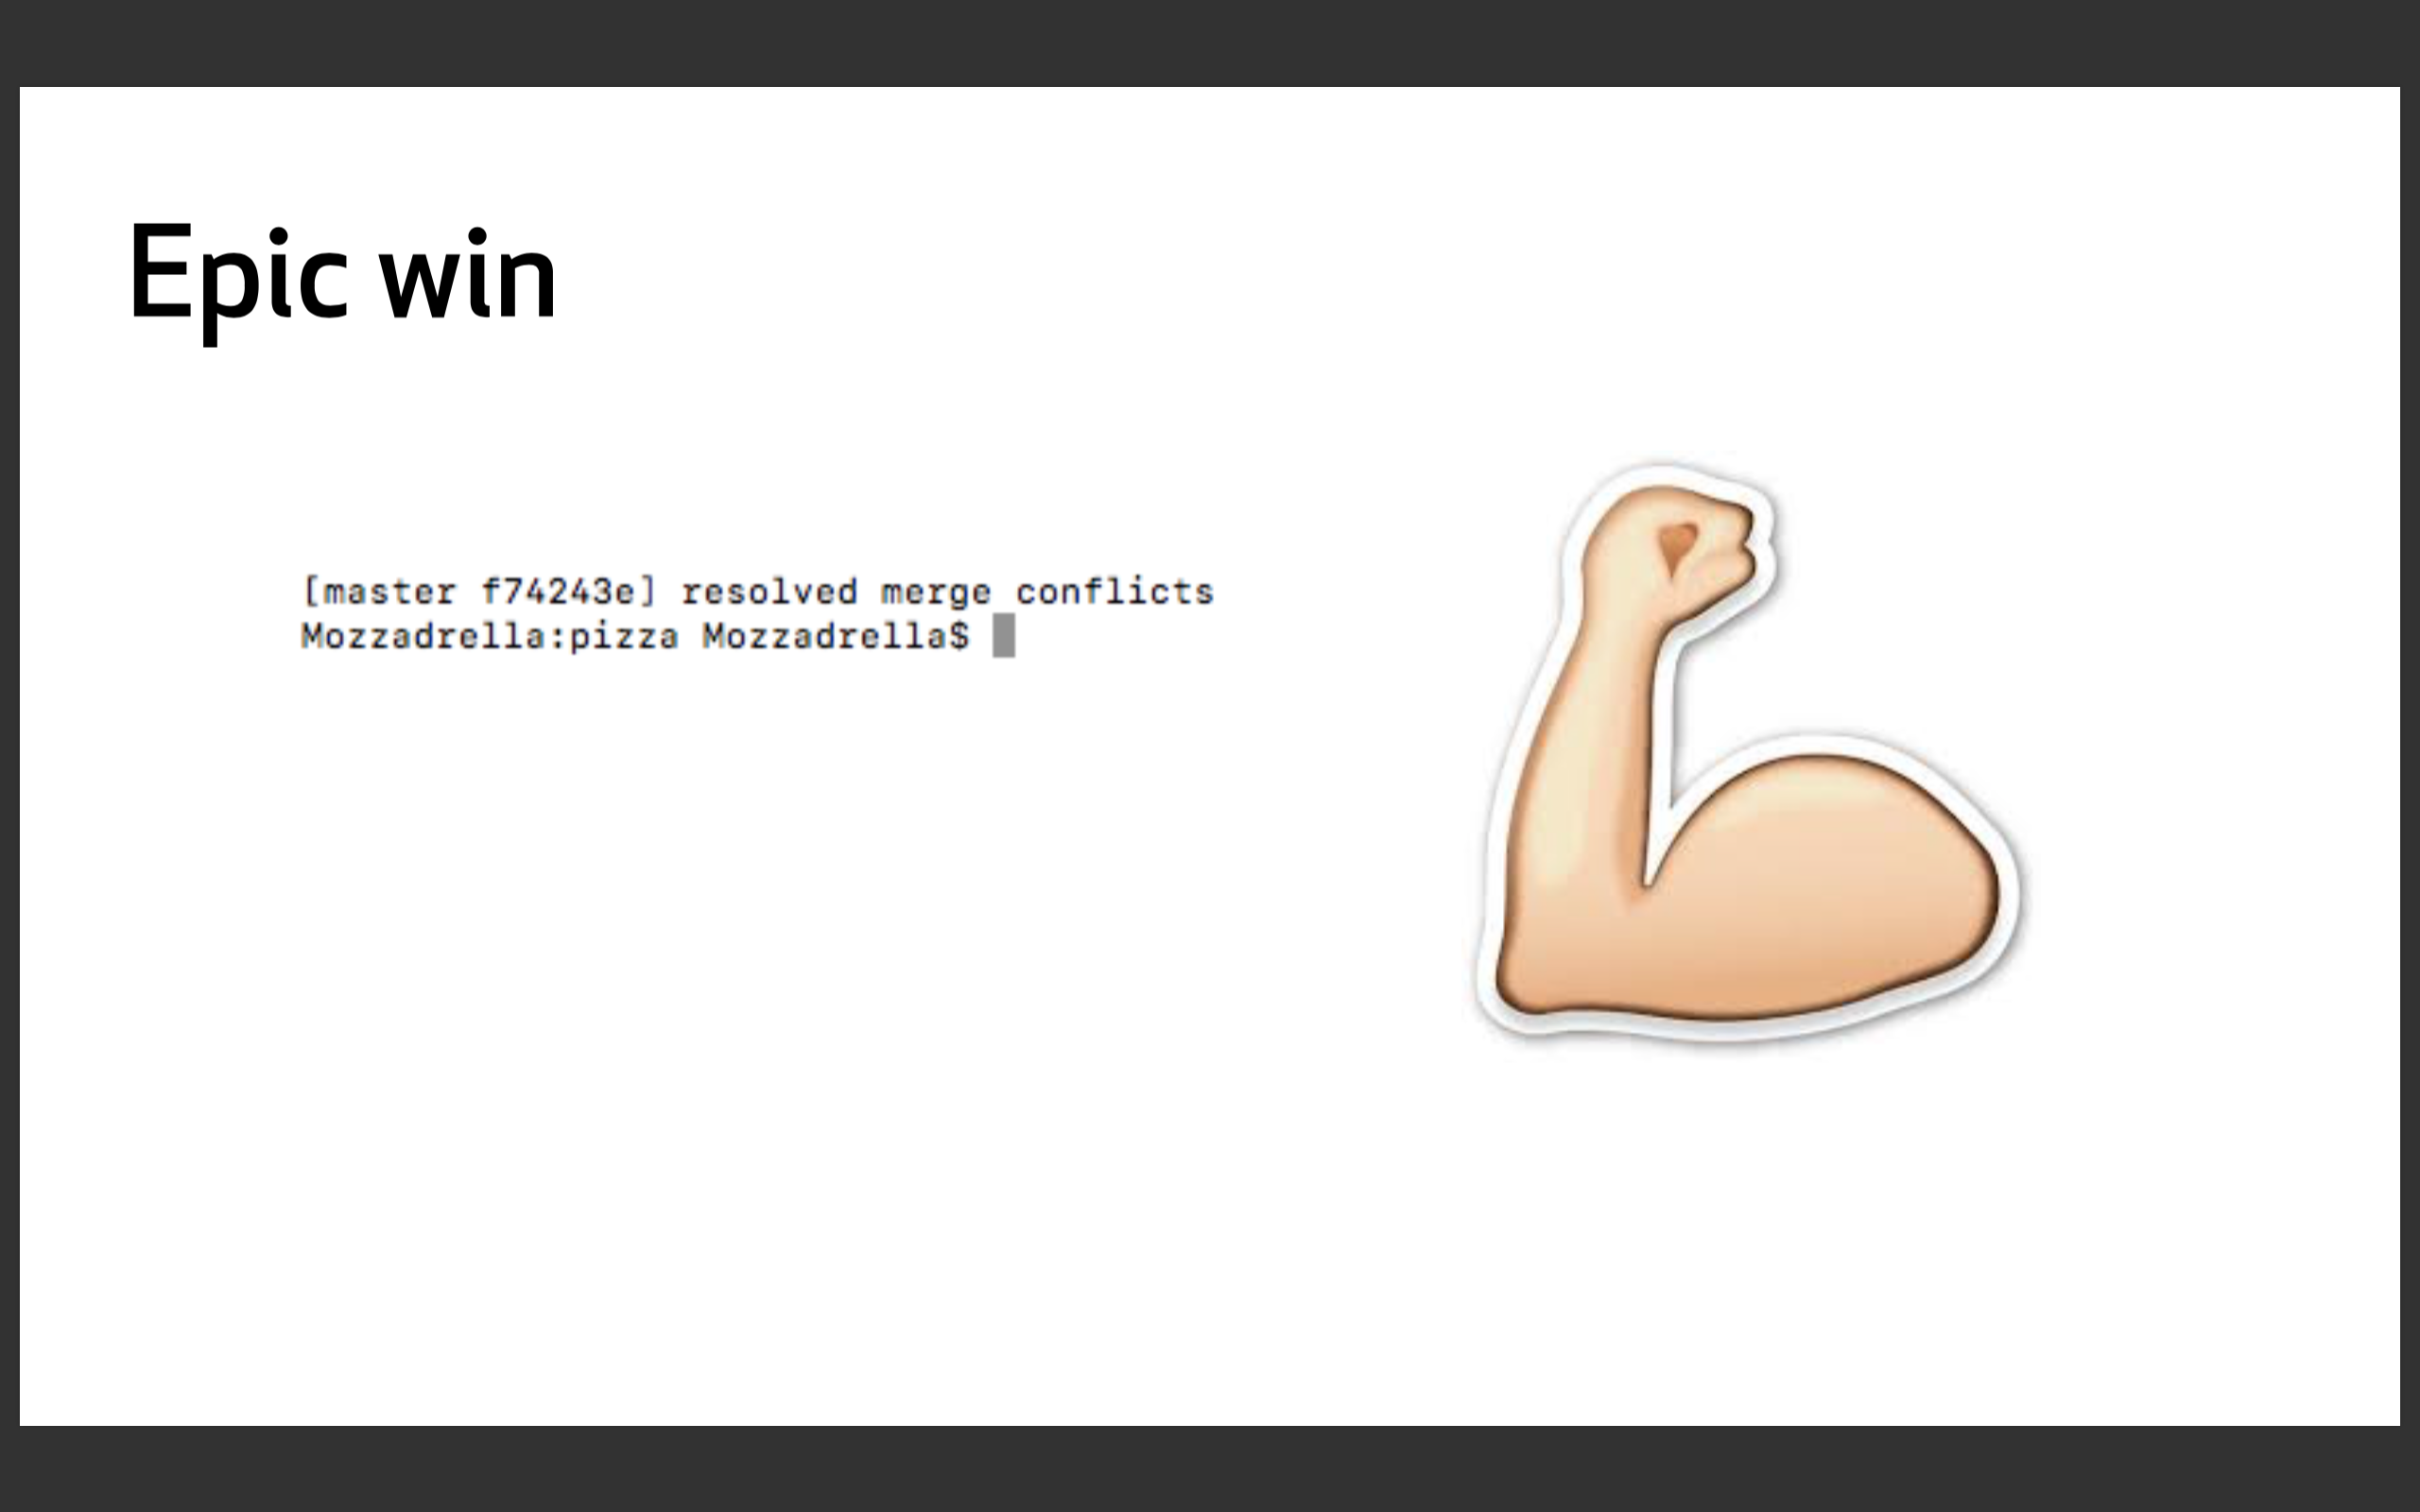 Epic win
[master f74243e] resolved merge conflicts
Mozzadrella:pizza Mozzadrella$